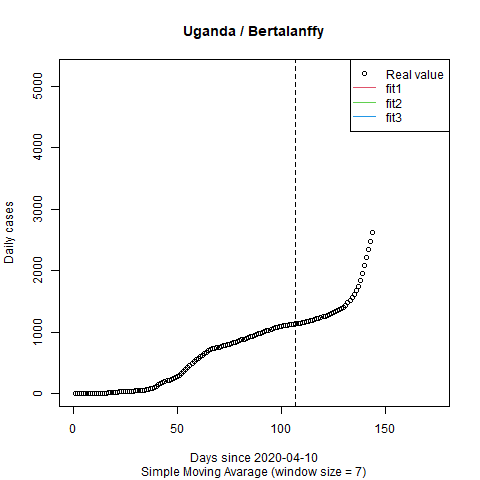 Uganda / Bertalanffy
Real value
fit1
fit2
fit3
Daily cases
5000
4000
3000
2000
1000
0
0 50 100 150
Days since 2020-04-10
Simple Moving Avarage (window size = 7)